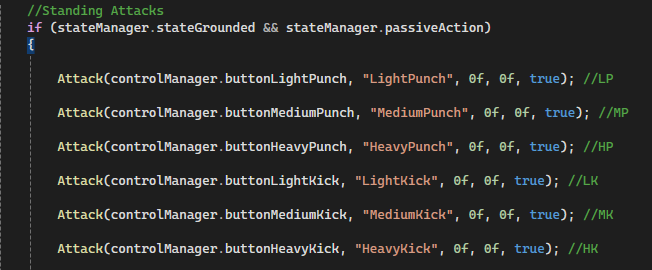 //Standing Attacks
if (stateManager.stateGrounded && stateManager.passiveAction)
{
Attack(controlManager.buttonLightPunch, "LightPunch", 0f, 0f, true); //LP
Attack(controlManager.buttonMediumPunch, "MediumPunch", 0f, 0f, true); //MP
Attack(controlManager.buttonHeavyPunch, "HeavyPunch", 0f, 0f, true); //HP
Attack(controlManager.buttonLightKick, "LightKick", 0f, 0f, true); //LK
Attack(controlManager.buttonMediumKick, "MediumKick", 0f, 0f, true); //MK
Attack(controlManager.buttonHeavyKick, "HeavyKick", 0f, 0f, true); //HK